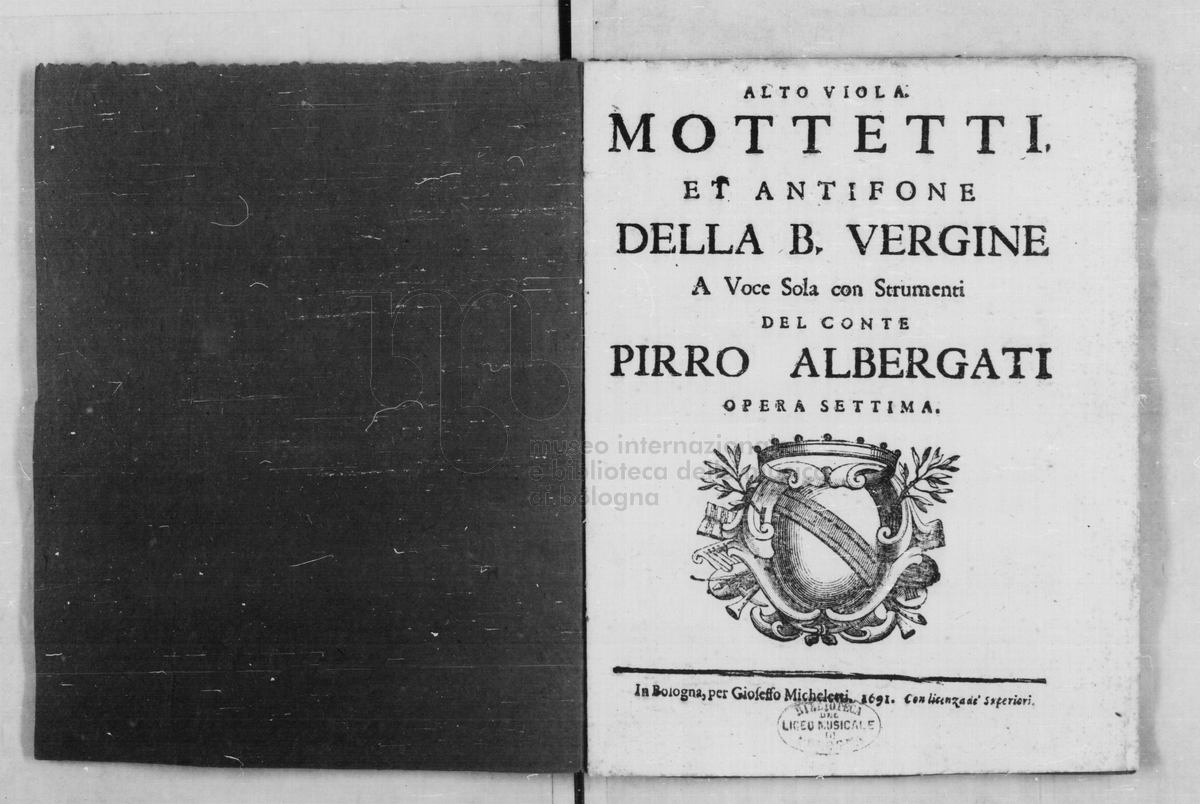 ALTO VIOLA.
MOTTETTI,
ET ANTIFONE
DELLA B. VERGINE
A Voce Sola con Strumenti
DEL CONTE
PIRRO ALBERGATI
OPERA SETTIMA.
museo internazionale
e biblioteca della musica
di bologna
In Bologna, per Gioseffo Micheletti. 1691. Con licenza de' Superiori.
BIBLIOTECA
DEL
LICEO MUSICALE
DI